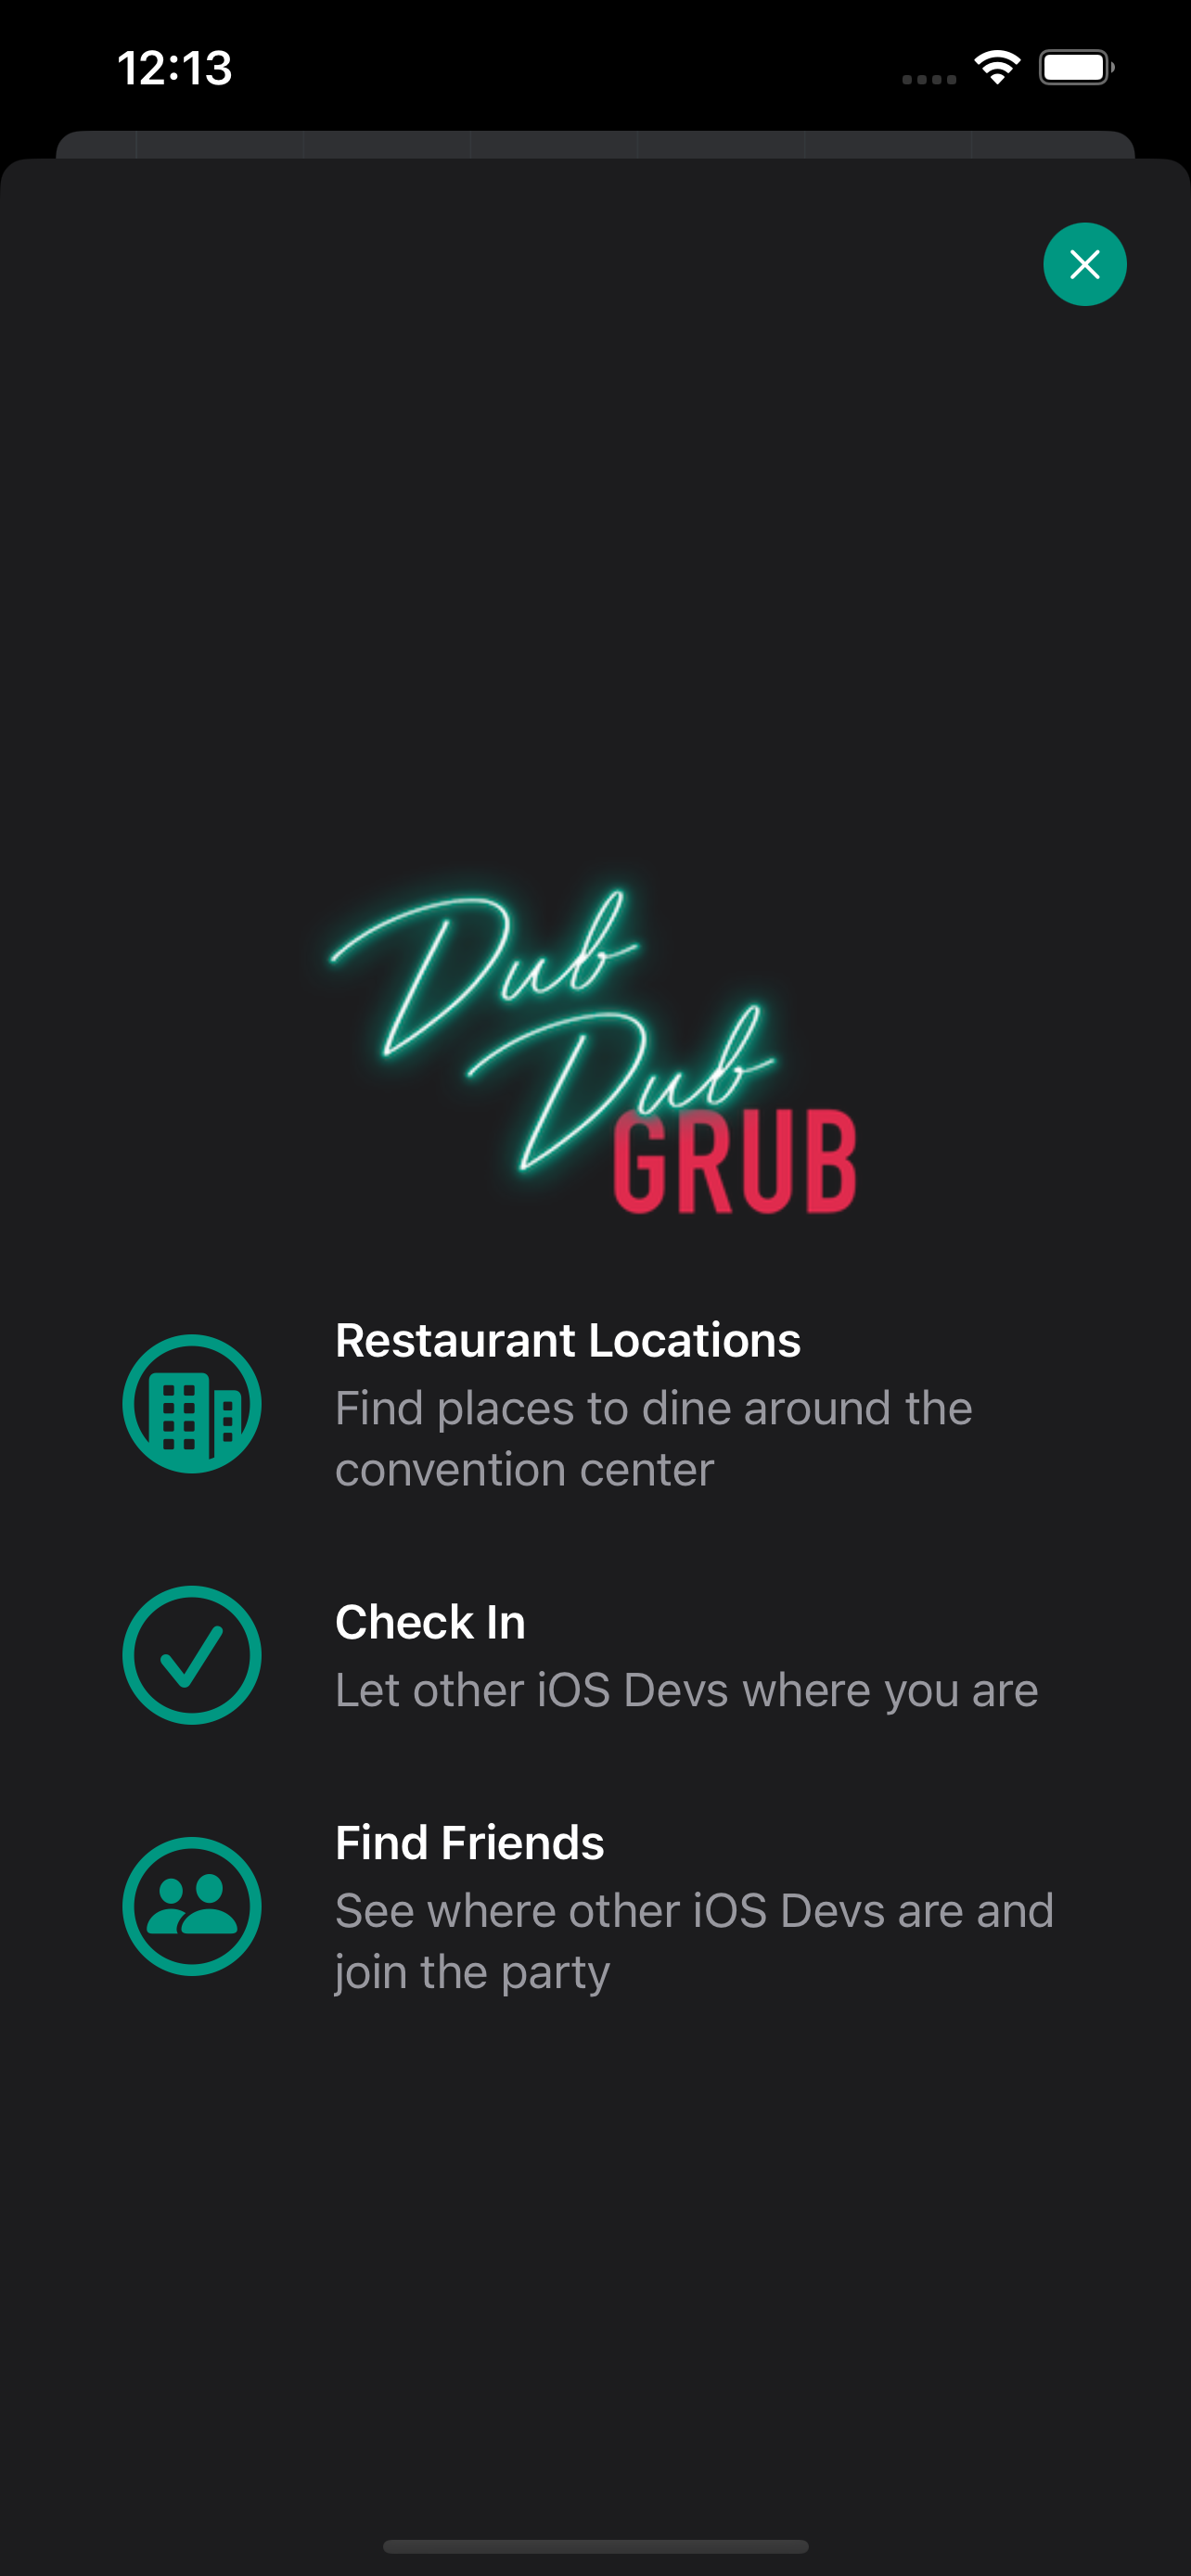 12:13
Dub
Dub
GRUB
Restaurant Locations
Find places to dine around the
convention center
Check In
Let other iOS Devs where you are
Find Friends
See where other iOS Devs are and
join the party